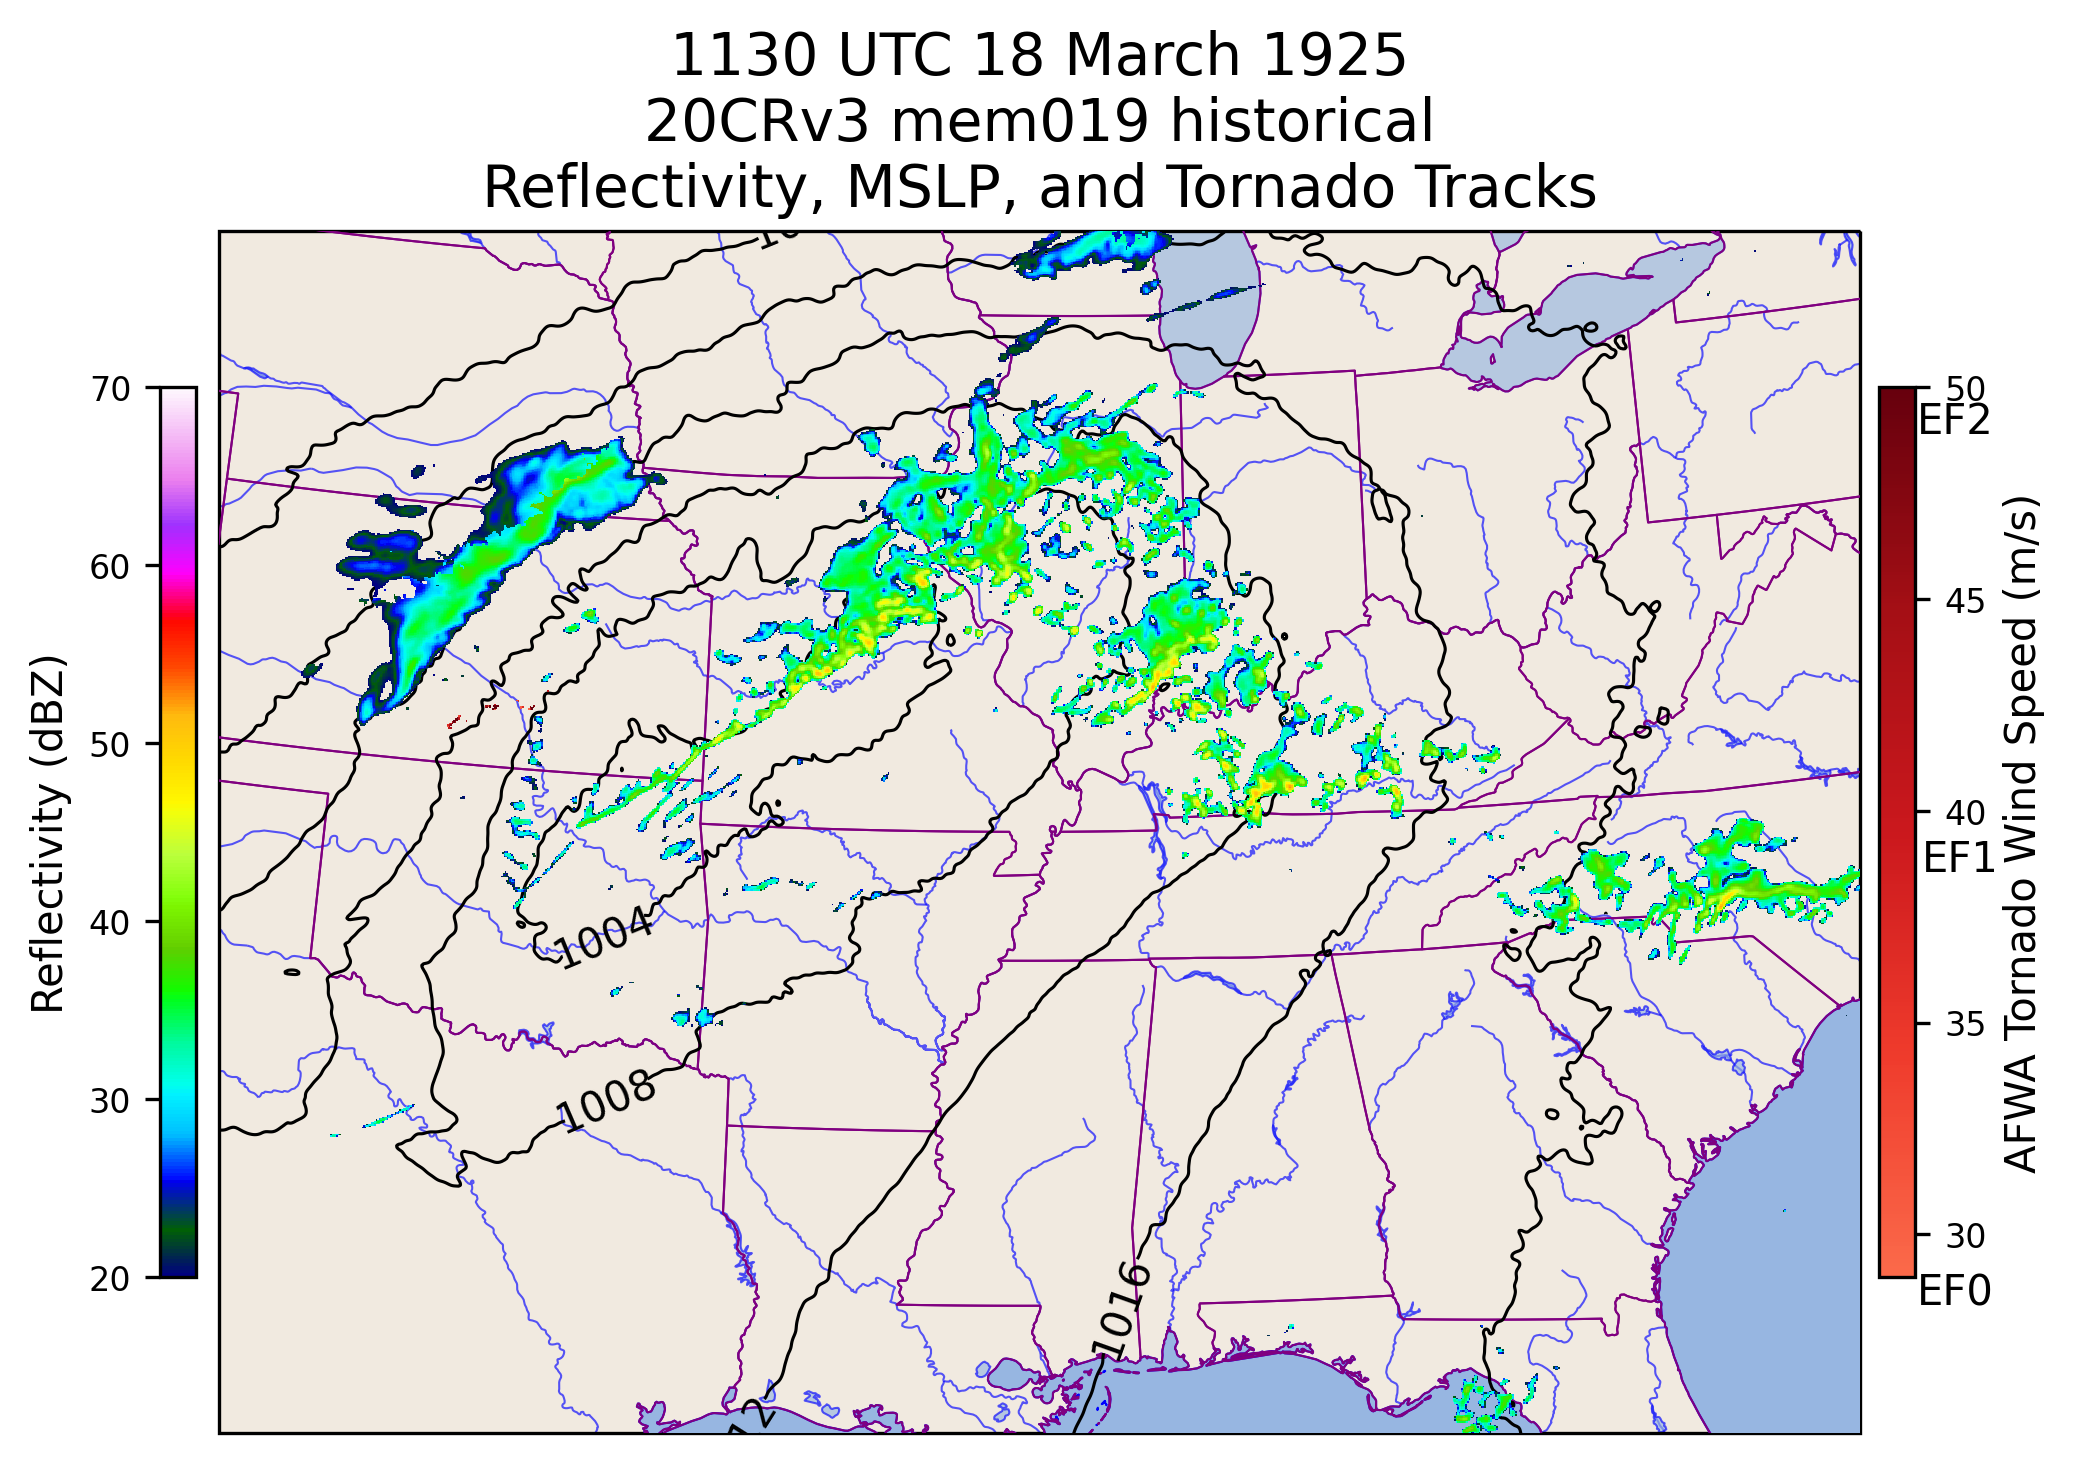 1130 UTC 18 March 1925
20CRv3 mem019 historical
Reflectivity, MSLP, and Tornado Tracks
Reflectivity (dBZ)
70
60
50
40
30
20
1004
1008
1016
AFWA Tornado Wind Speed (m/s)
50
EF2
45
40
EF1
35
30
EF0